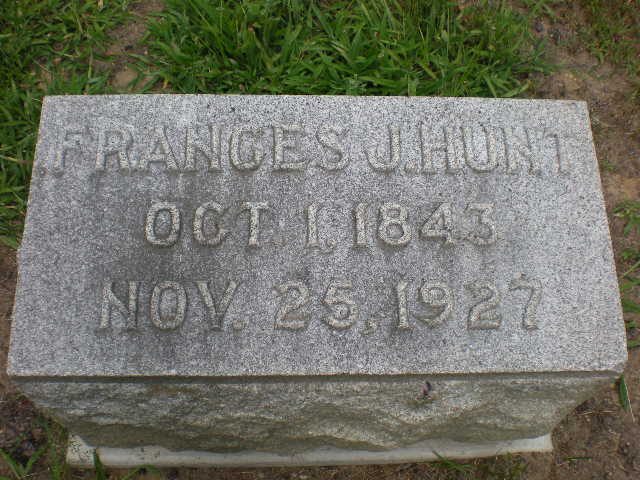 FRANCES J. HUNT
OCT. 1, 1843
NOV. 25, 1927